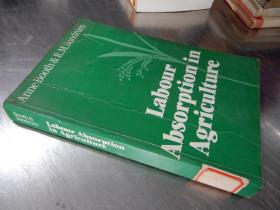 Anne Booth & R.M. Sundrum
Labour
Absorption in
Agriculture
Booth &
Sundrum
Labour Absorption
in Agriculture